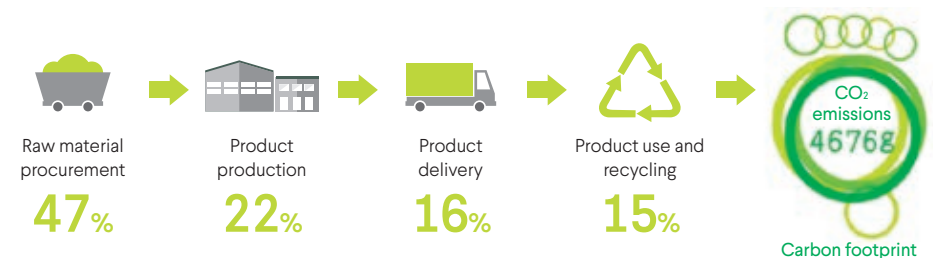 Raw material
procurement
47%
Product
production
22%
Product
delivery
16%
Product use and
recycling
15%
CO₂
emissions
4676g
Carbon footprint